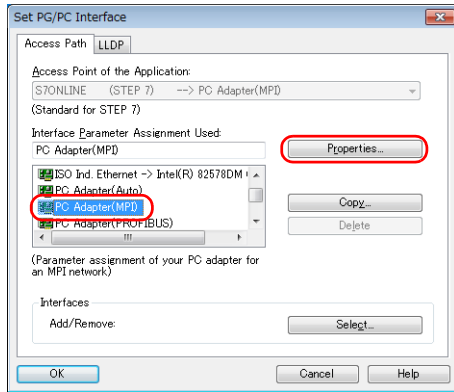 Set PG/PC Interface
Access Path LLDP
Access Point of the Application:
S7ONLINE (STEP 7) --> PC Adapter(MPI)
(Standard for STEP 7)
Interface Parameter Assignment Used:
PC Adapter(MPI)
Properties...
ISO Ind. Ethernet -> Intel(R) 82578DM
PC Adapter(Auto)
PC Adapter(MPI)
PC Adapter(PROFIBUS)
Copy...
Delete
(Parameter assignment of your PC adapter for
an MPI network)
Interfaces
Add/Remove:
Select...
OK Cancel Help